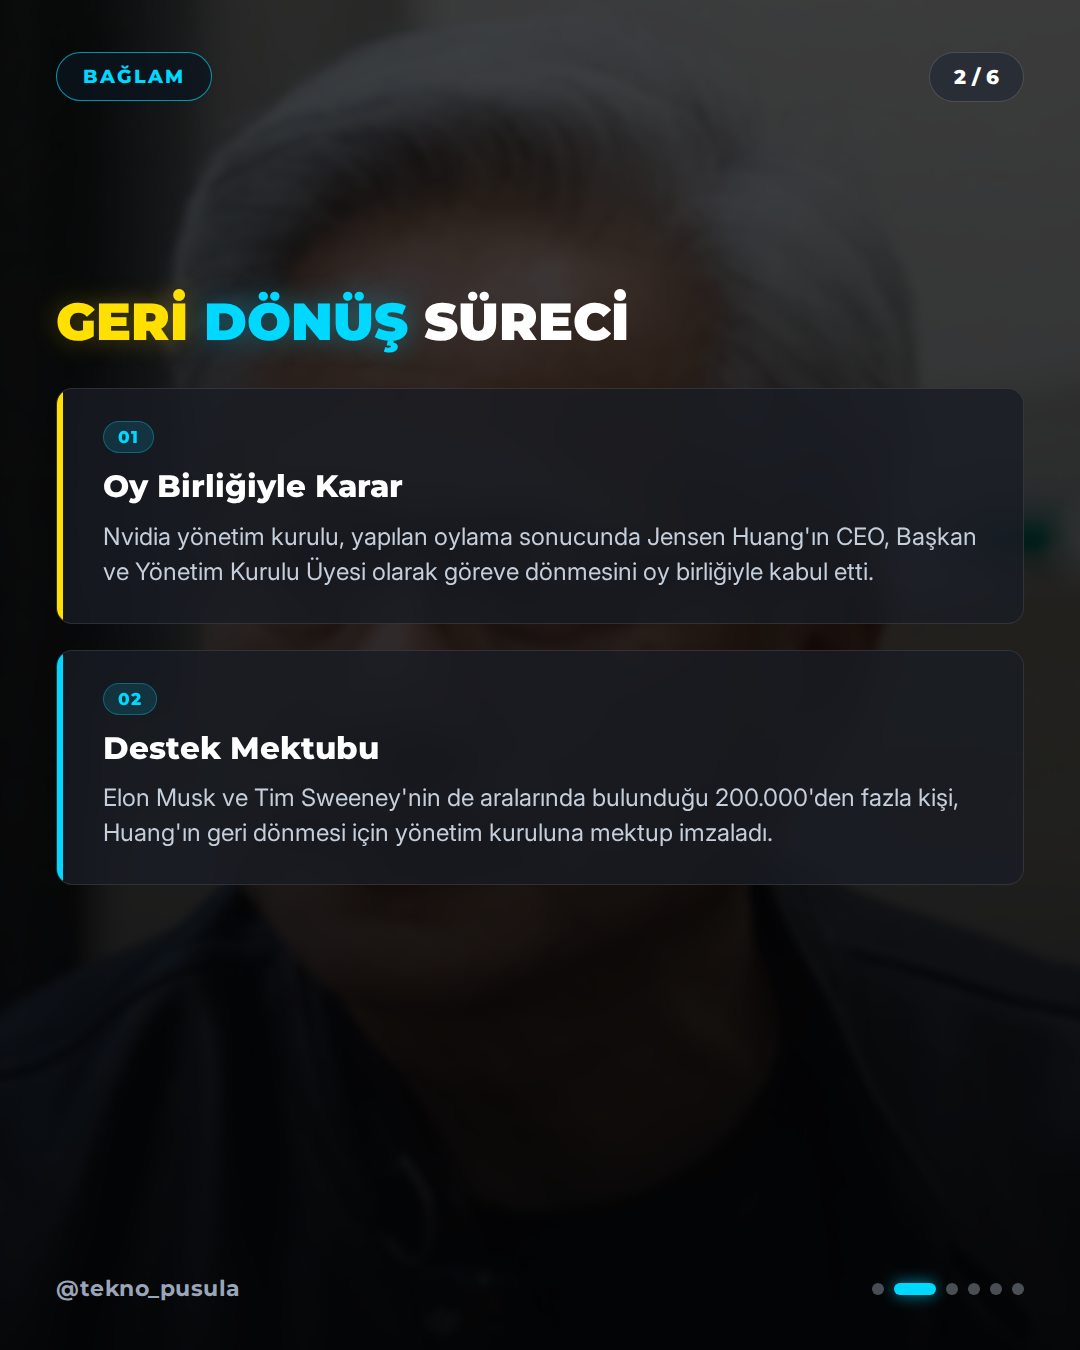 BAĞLAM
2 / 6
GERİ DÖNÜŞ SÜRECİ
01
Oy Birliğiyle Karar
Nvidia yönetim kurulu, yapılan oylama sonucunda Jensen Huang'ın CEO, Başkan
ve Yönetim Kurulu Üyesi olarak göreve dönmesini oy birliğiyle kabul etti.
02
Destek Mektubu
Elon Musk ve Tim Sweeney'nin de aralarında bulunduğu 200.000'den fazla kişi,
Huang'ın geri dönmesi için yönetim kuruluna mektup imzaladı.
@tekno_pusula